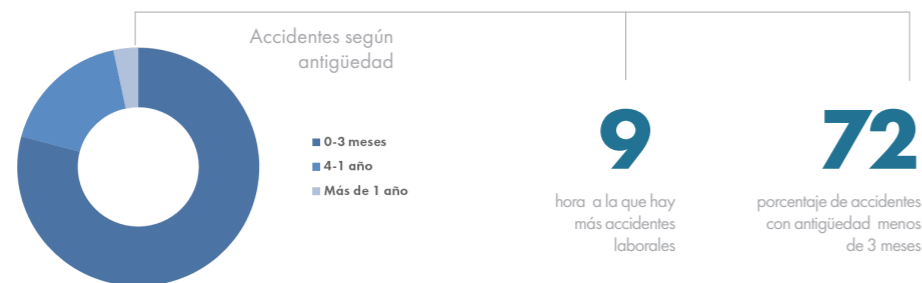 Accidentes según
antigüedad
0-3 meses
4-1 año
Más de 1 año
9
hora a la que hay
más accidentes
laborales
72
porcentaje de accidentes
con antigüedad menos
de 3 meses